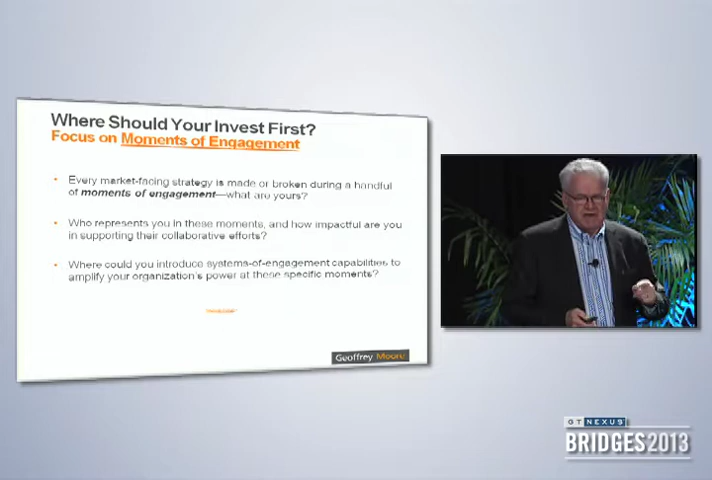 Where Should Your Invest First?
Focus on Moments of Engagement
Every market-facing strategy is made or broken during a handful
of moments of engagement—what are yours?
Who represents you in these moments, and how impactful are you
in supporting their collaborative efforts?
Where could you introduce systems-of-engagement capabilities to
amplify your organization's power at these specific moments?
Geoffrey Moore
GT NEXUS
BRIDGES2013